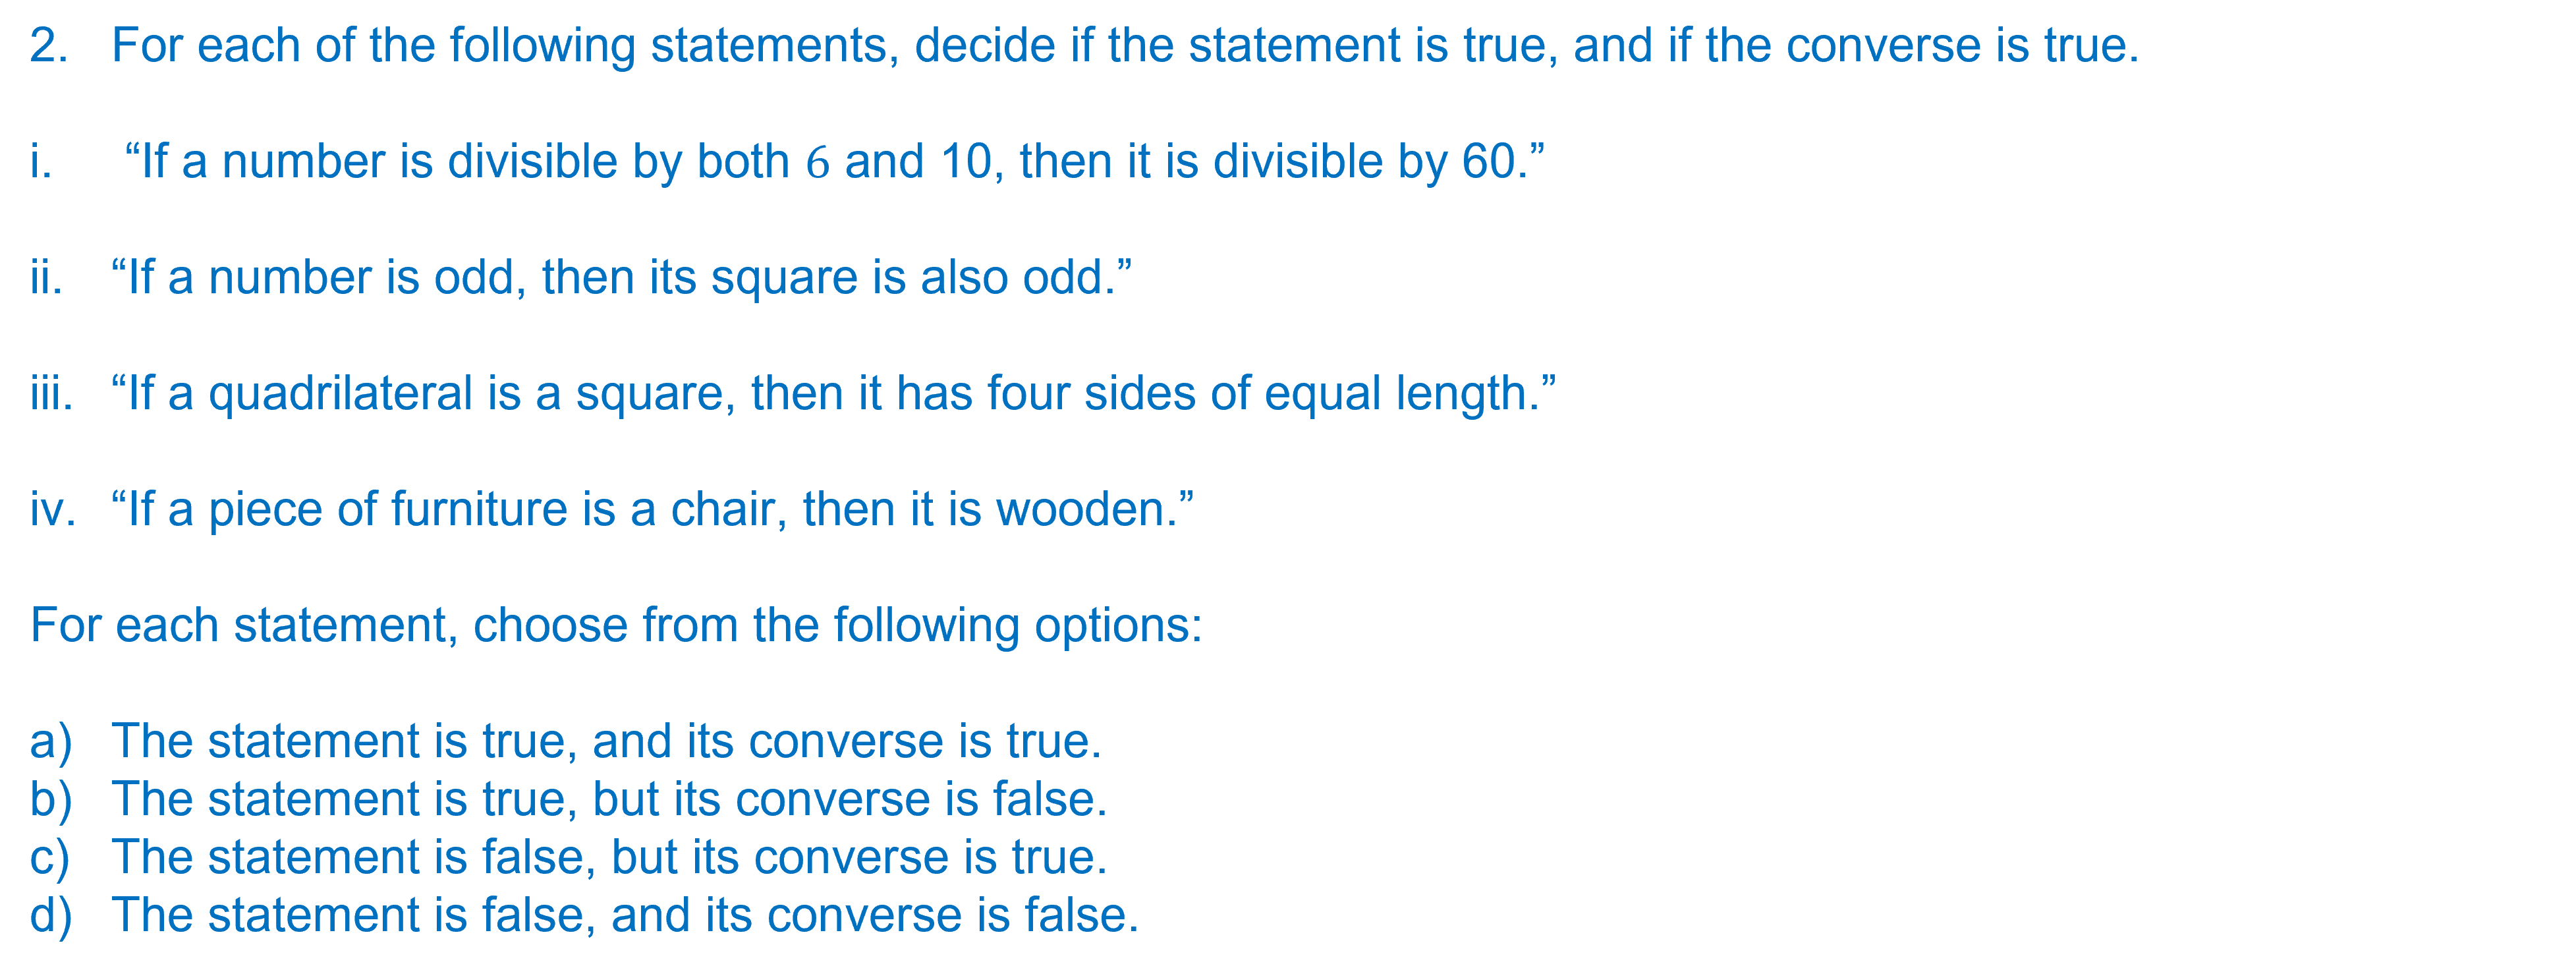 2. For each of the following statements, decide if the statement is true, and if the converse is true.
i. “If a number is divisible by both 6 and 10, then it is divisible by 60.”
ii. “If a number is odd, then its square is also odd.”
iii. “If a quadrilateral is a square, then it has four sides of equal length.”
iv. “If a piece of furniture is a chair, then it is wooden.”
For each statement, choose from the following options:
a) The statement is true, and its converse is true.
b) The statement is true, but its converse is false.
c) The statement is false, but its converse is true.
d) The statement is false, and its converse is false.